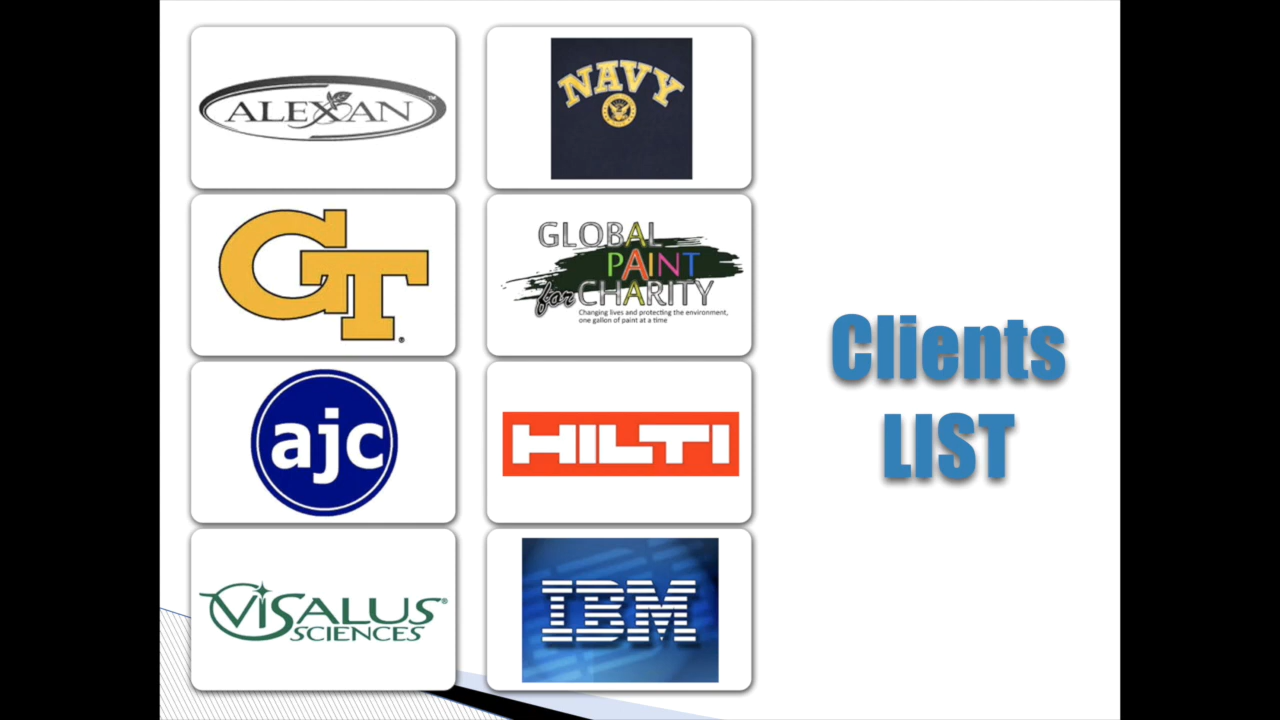 ALEXXAN™
NAVY
GT®
GLOBAL
PAINT
for CHARITY
Changing lives and protecting the environment,
one gallon of paint at a time
ajc
HILTI
ViSALUS®
SCIENCES
IBM
Clients
LIST